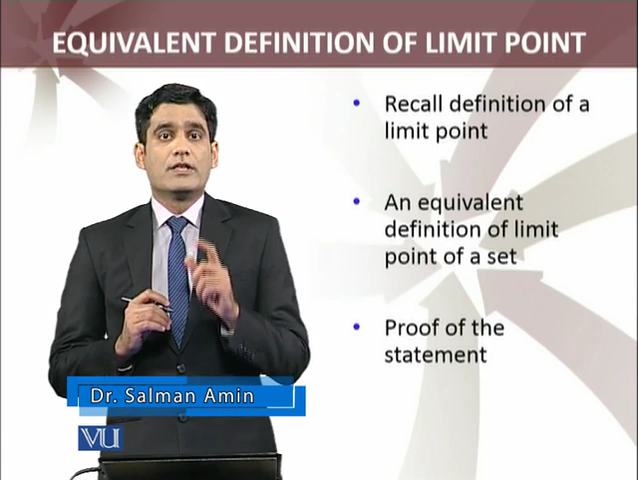 EQUIVALENT DEFINITION OF LIMIT POINT
• Recall definition of a
limit point
• An equivalent
definition of limit
point of a set
• Proof of the
statement
Dr. Salman Amin
VU